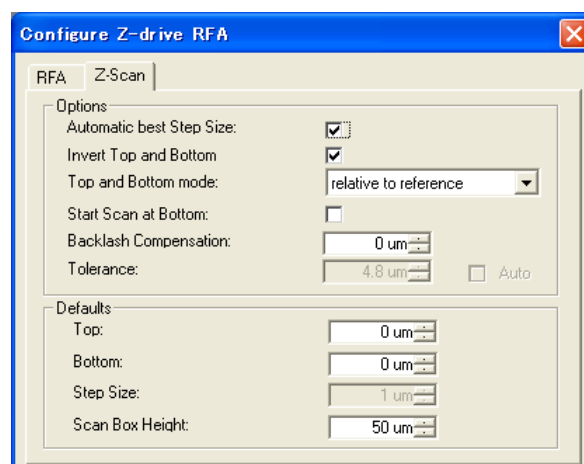 Configure Z-drive RFA
RFA Z-Scan
Options
Automatic best Step Size:
Invert Top and Bottom
Top and Bottom mode: relative to reference
Start Scan at Bottom:
Backlash Compensation: 0 um
Tolerance: 4.8 um Auto
Defaults
Top: 0 um
Bottom: 0 um
Step Size: 1 um
Scan Box Height: 50 um